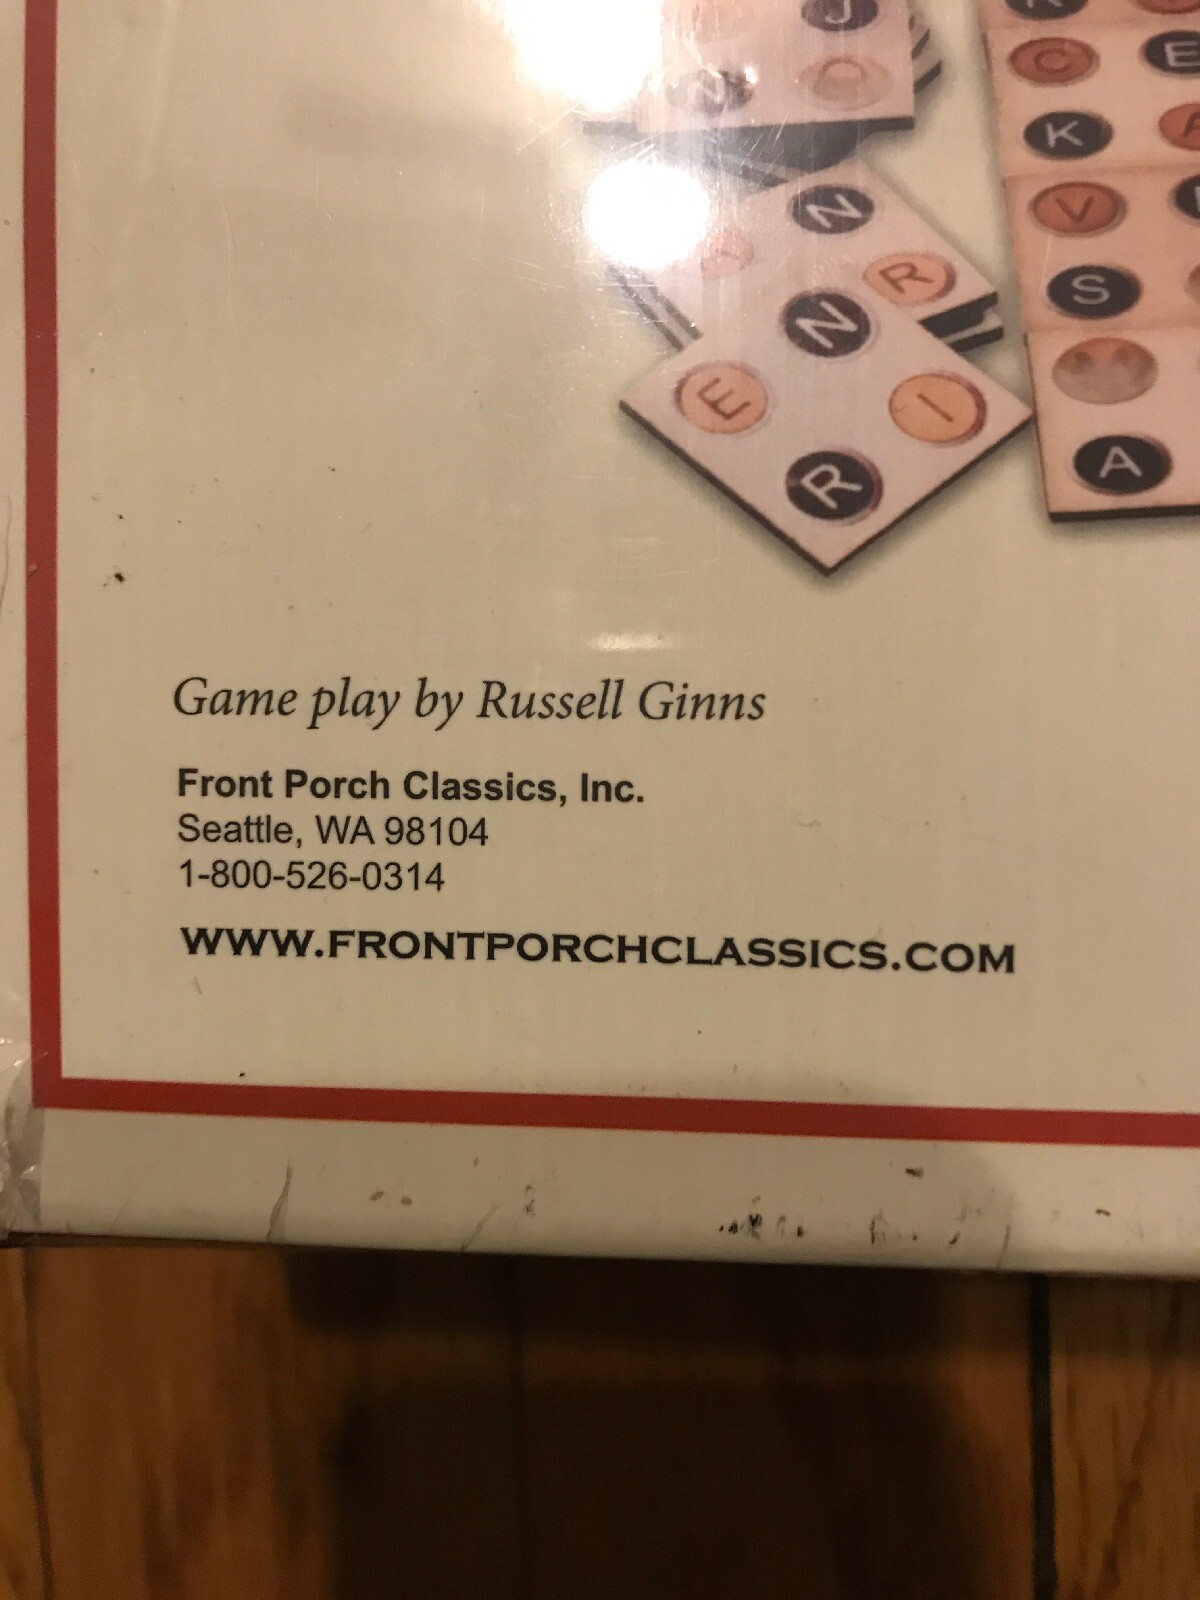 J
N
C E
K A
V
S
N
R
N
E I
R
A
Game play by Russell Ginns
Front Porch Classics, Inc.
Seattle, WA 98104
1-800-526-0314
WWW.FRONTPORCHCLASSICS.COM